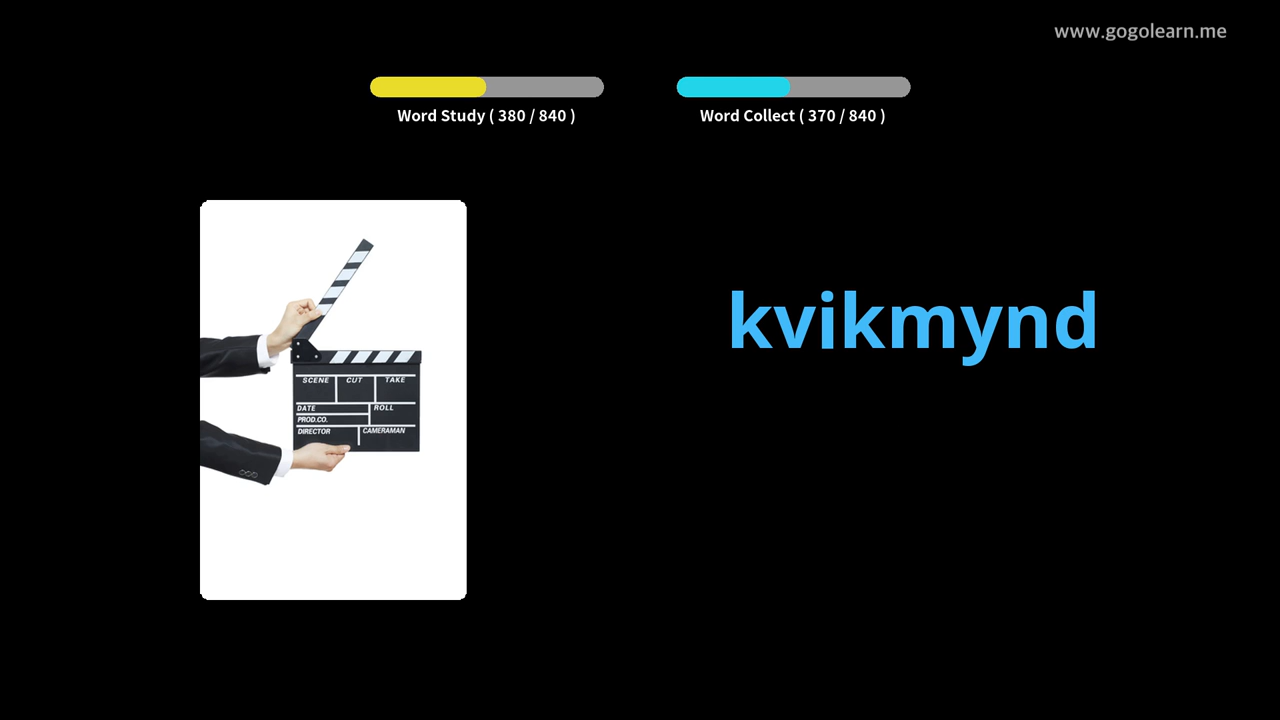 www.gogolearn.me
Word Study ( 380 / 840 )
Word Collect ( 370 / 840 )
kvikmynd
SCENE CUT TAKE
DATE ROLL
PROD.CO.
DIRECTOR CAMERAMAN